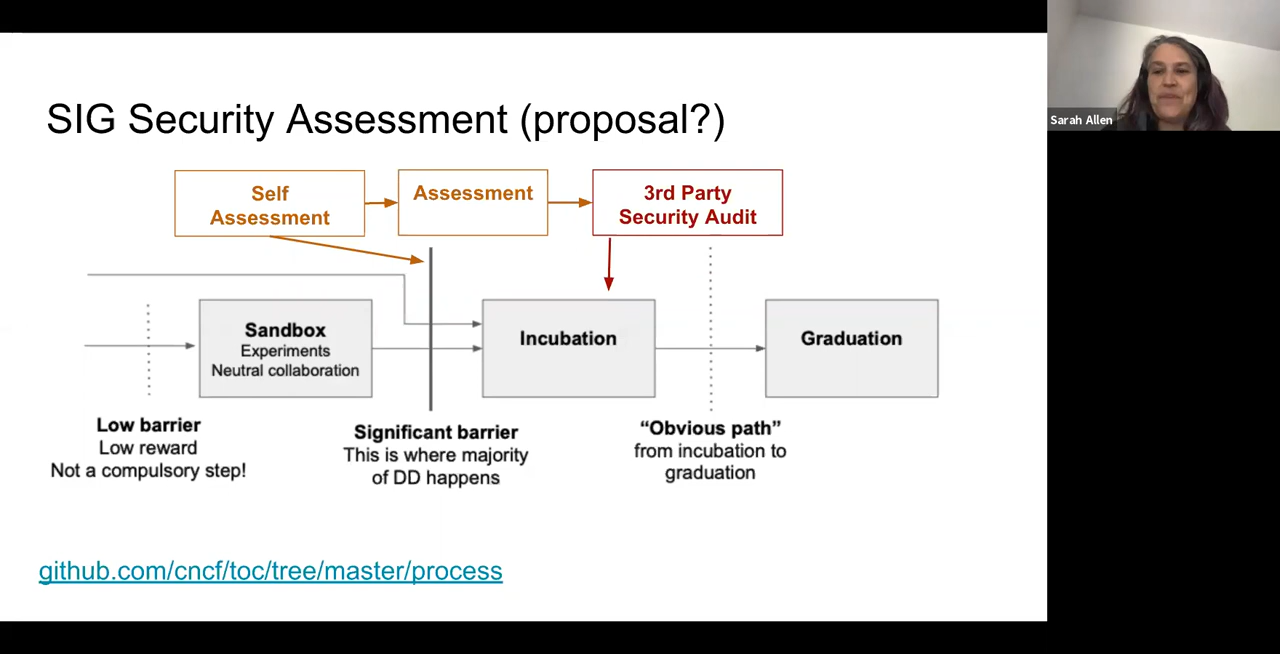 SIG Security Assessment (proposal?)
Sarah Allen
Self
Assessment
Assessment
3rd Party
Security Audit
Sandbox
Experiments
Neutral collaboration
Incubation
Graduation
Low barrier
Low reward
Not a compulsory step!
Significant barrier
This is where majority
of DD happens
“Obvious path”
from incubation to
graduation
github.com/cncf/toc/tree/master/process